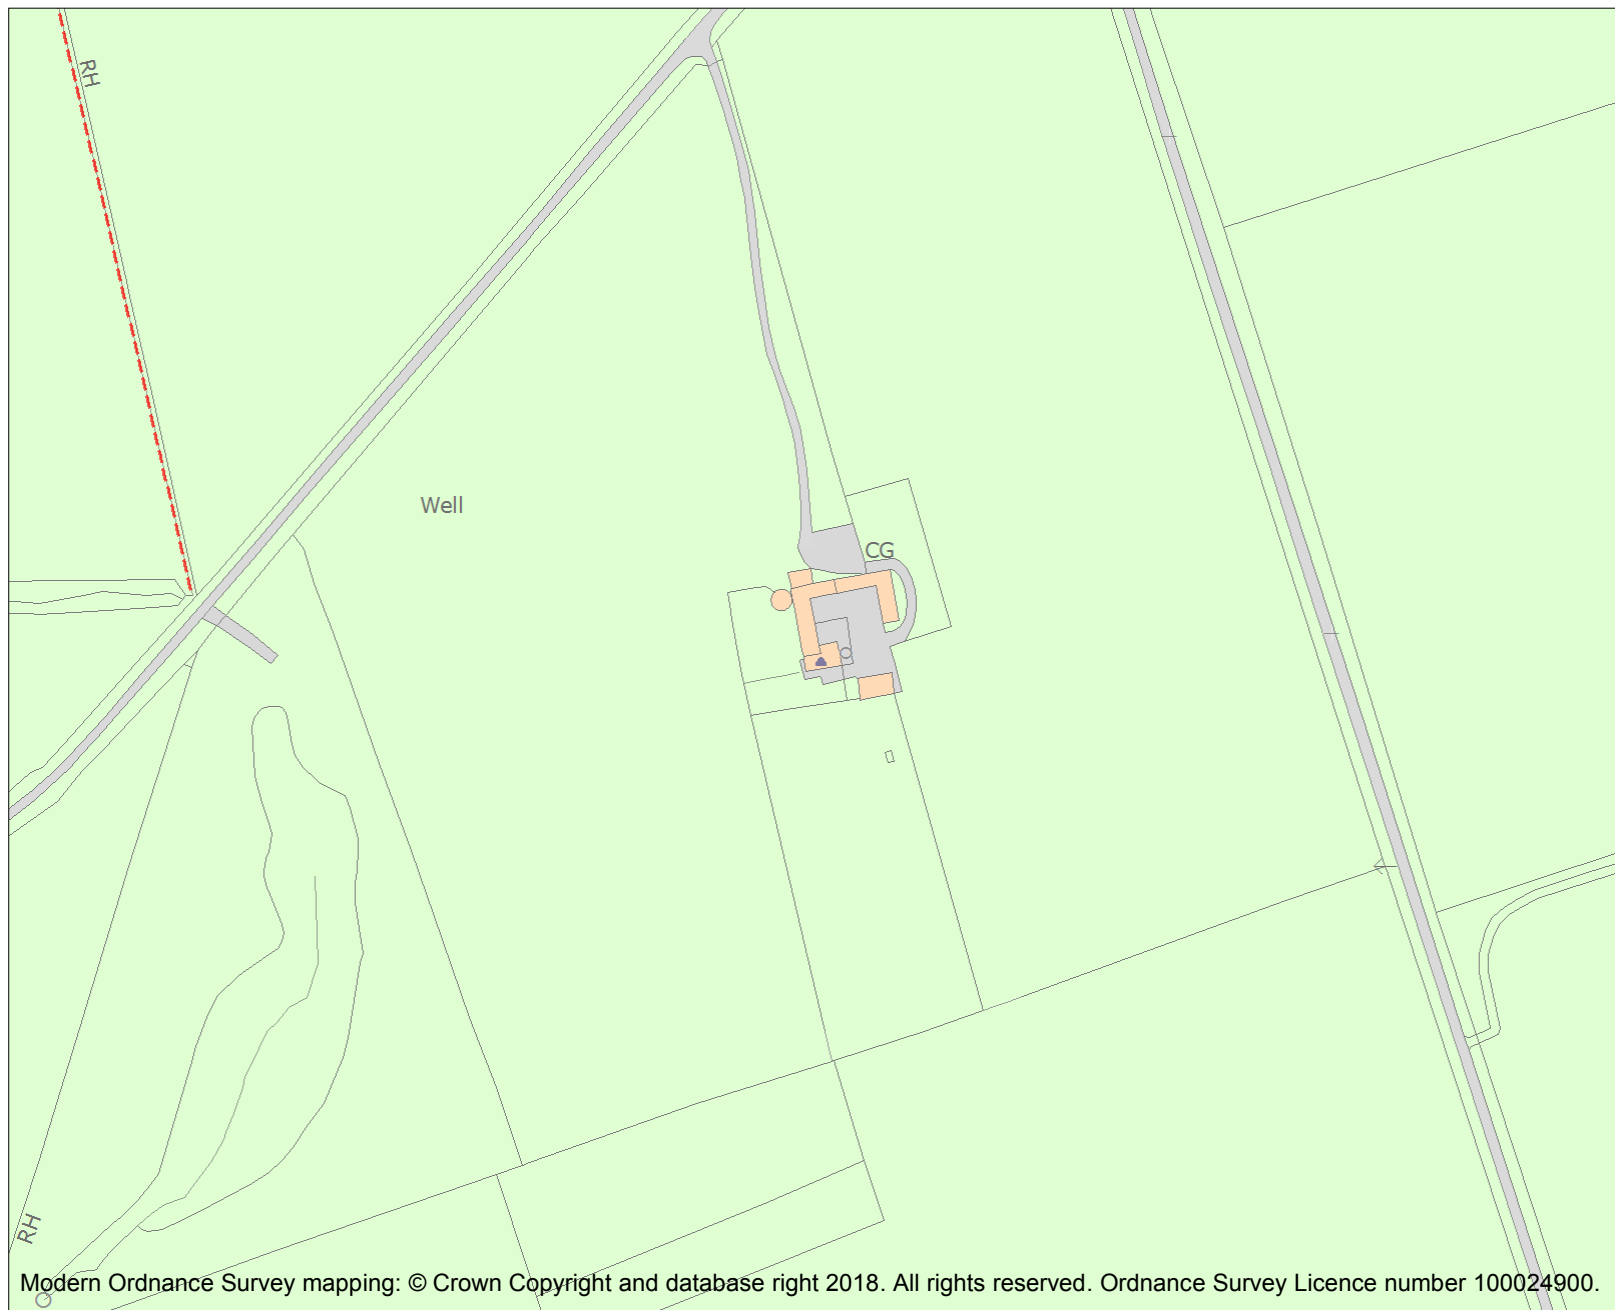 RH
Well
CG
RH
Modern Ordnance Survey mapping: © Crown Copyright and database right 2018. All rights reserved. Ordnance Survey Licence number 100024900.